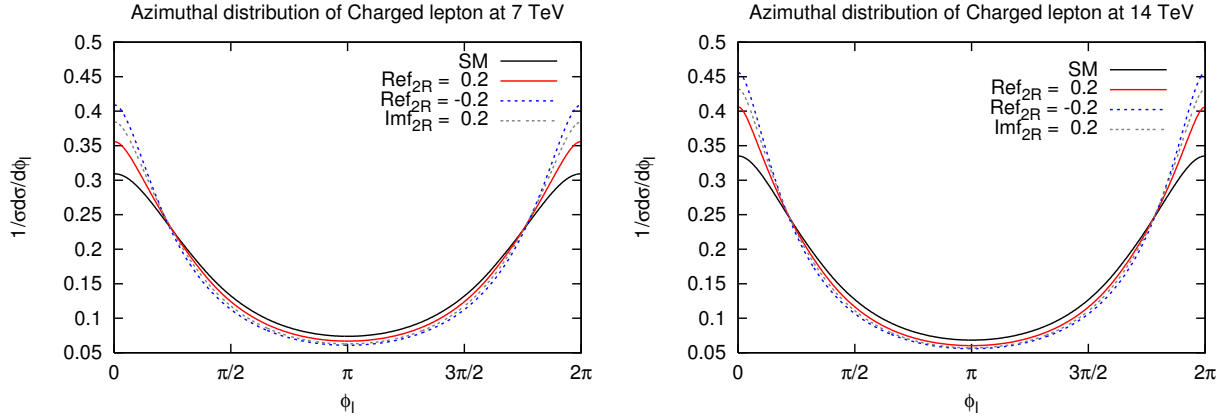 Azimuthal distribution of Charged lepton at 7 TeV
0.5
0.45
0.4
0.35
0.3
0.25
0.2
0.15
0.1
0.05
1/σdσ/dϕl
0 π/2 π 3π/2 2π
ϕl
SM
Ref2R = 0.2
Ref2R = -0.2
Imf2R = 0.2
Azimuthal distribution of Charged lepton at 14 TeV
0.5
0.45
0.4
0.35
0.3
0.25
0.2
0.15
0.1
0.05
1/σdσ/dϕl
0 π/2 π 3π/2 2π
ϕl
SM
Ref2R = 0.2
Ref2R = -0.2
Imf2R = 0.2